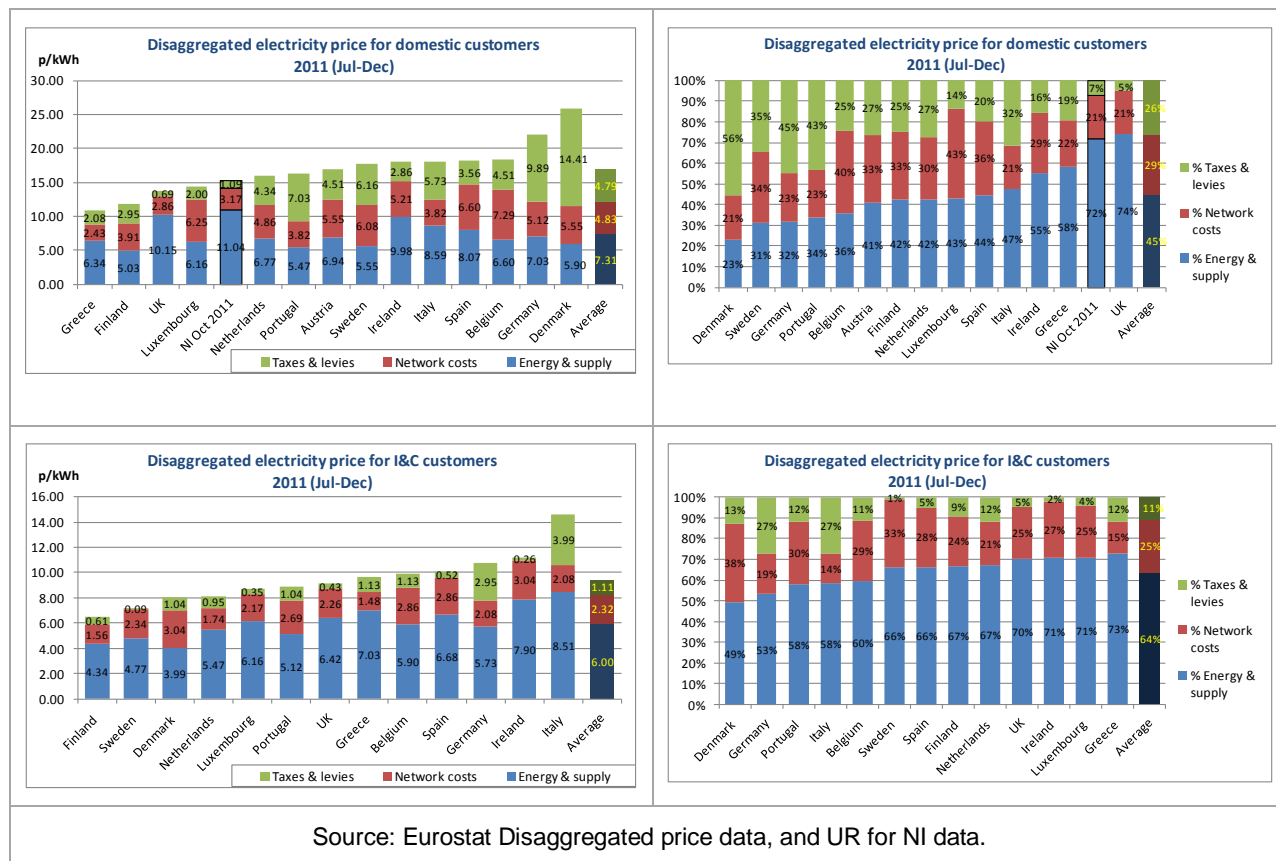 Disaggregated electricity price for domestic customers
2011 (Jul-Dec)
p/kWh
30.00
25.00
20.00
15.00
10.00
5.00
0.00
2.08 2.95 0.69 2.00 1.09 4.34 7.03 4.51 6.16 2.86 5.73 3.56 4.51 9.89 14.41 4.79
2.43 3.91 2.86 6.25 3.17 4.86 3.82 5.55 6.08 5.21 3.82 6.60 7.29 5.12 5.55 4.83
6.34 5.03 10.15 6.16 11.04 6.77 5.47 6.94 5.55 9.98 8.59 8.07 6.60 7.03 5.90 7.31
Greece Finland UK Luxembourg NI Oct 2011 Netherlands Portugal Austria Sweden Ireland Italy Spain Belgium Germany Denmark Average
Taxes & levies Network costs Energy & supply
Disaggregated electricity price for domestic customers
2011 (Jul-Dec)
100%
90%
80%
70%
60%
50%
40%
30%
20%
10%
0%
56% 35% 45% 43% 25% 27% 25% 27% 14% 20% 32% 16% 19% 7% 5% 26%
21% 34% 23% 23% 40% 33% 33% 30% 43% 36% 21% 29% 22% 21% 21% 29%
23% 31% 32% 34% 36% 41% 42% 42% 43% 44% 47% 55% 58% 72% 74% 45%
Denmark Sweden Germany Portugal Belgium Austria Finland Netherlands Luxembourg Spain Italy Ireland Greece NI Oct 2011 UK Average
% Taxes &
levies
% Network
costs
% Energy &
supply
Disaggregated electricity price for I&C customers
2011 (Jul-Dec)
p/kWh
16.00
14.00
12.00
10.00
8.00
6.00
4.00
2.00
0.00
0.61 0.09 1.04 0.95 0.35 1.04 0.43 1.13 1.13 0.52 2.95 0.26 3.99 1.11
1.56 2.34 3.04 1.74 2.17 2.69 2.26 1.48 2.86 2.86 2.08 3.04 2.08 2.32
4.34 4.77 3.99 5.47 6.16 5.12 6.42 7.03 5.90 6.68 5.73 7.90 8.51 6.00
Finland Sweden Denmark Netherlands Luxembourg Portugal UK Greece Belgium Spain Germany Ireland Italy Average
Taxes & levies Network costs Energy & supply
Disaggregated electricity price for I&C customers
2011 (Jul-Dec)
100%
90%
80%
70%
60%
50%
40%
30%
20%
10%
0%
13% 27% 12% 27% 11% 1% 5% 9% 12% 5% 2% 4% 12% 11%
38% 19% 30% 14% 29% 33% 28% 24% 21% 25% 27% 25% 15% 25%
49% 53% 58% 58% 60% 66% 66% 67% 67% 70% 71% 71% 73% 64%
Denmark Germany Portugal Italy Belgium Sweden Spain Finland Netherlands UK Ireland Luxembourg Greece Average
% Taxes &
levies
% Network
costs
% Energy &
supply
Source: Eurostat Disaggregated price data, and UR for NI data.